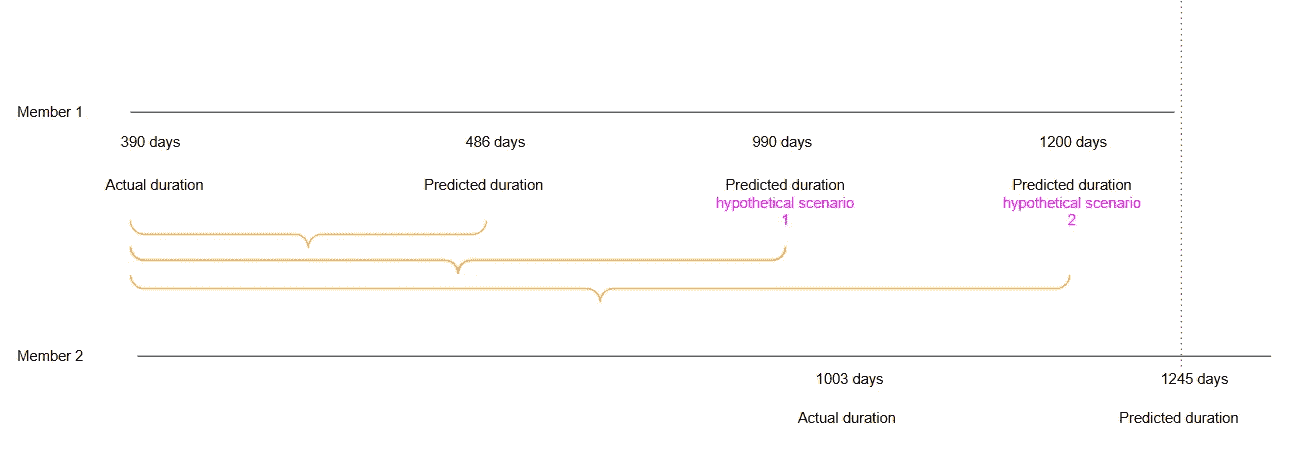 Member 1
390 days
486 days
990 days
1200 days
Actual duration
Predicted duration
Predicted duration
Predicted duration
hypothetical scenario
1
hypothetical scenario
2
Member 2
1003 days
1245 days
Actual duration
Predicted duration